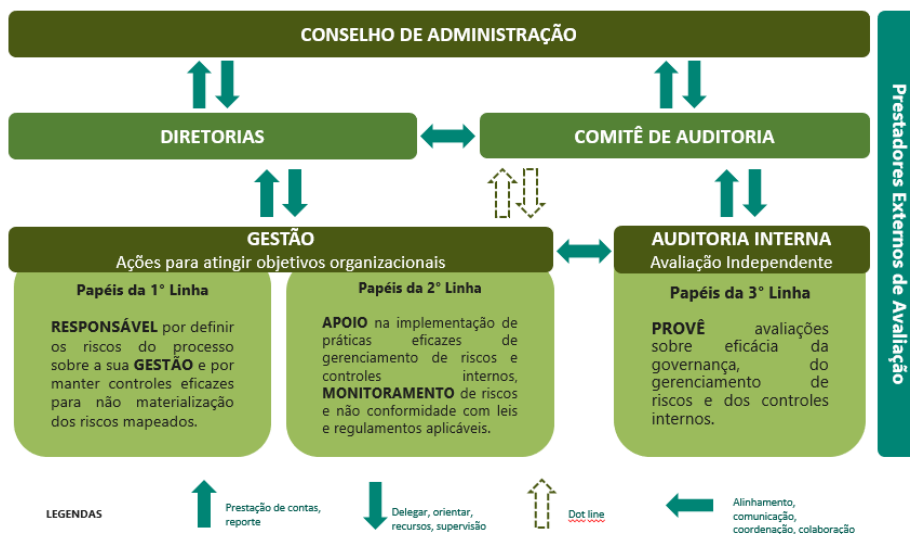 CONSELHO DE ADMINISTRAÇÃO
DIRETORIAS
COMITÊ DE AUDITORIA
GESTÃO
Ações para atingir objetivos organizacionais
AUDITORIA INTERNA
Avaliação Independente
Papéis da 1° Linha
RESPONSÁVEL por definir
os riscos do processo
sobre a sua GESTÃO e por
manter controles eficazes
para não materialização
dos riscos mapeados.
Papéis da 2° Linha
APOIO na implementação de
práticas eficazes de
gerenciamento de riscos e
controles internos,
MONITORAMENTO de riscos
e não conformidade com leis
e regulamentos aplicáveis.
Papéis da 3° Linha
PROVÊ avaliações
sobre eficácia da
governança, do
gerenciamento de
riscos e dos controles
internos.
Prestadores Externos de Avaliação
LEGENDAS
Prestação de contas,
reporte
Delegar, orientar,
recursos, supervisão
Dot line
Alinhamento,
comunicação,
coordenação, colaboração